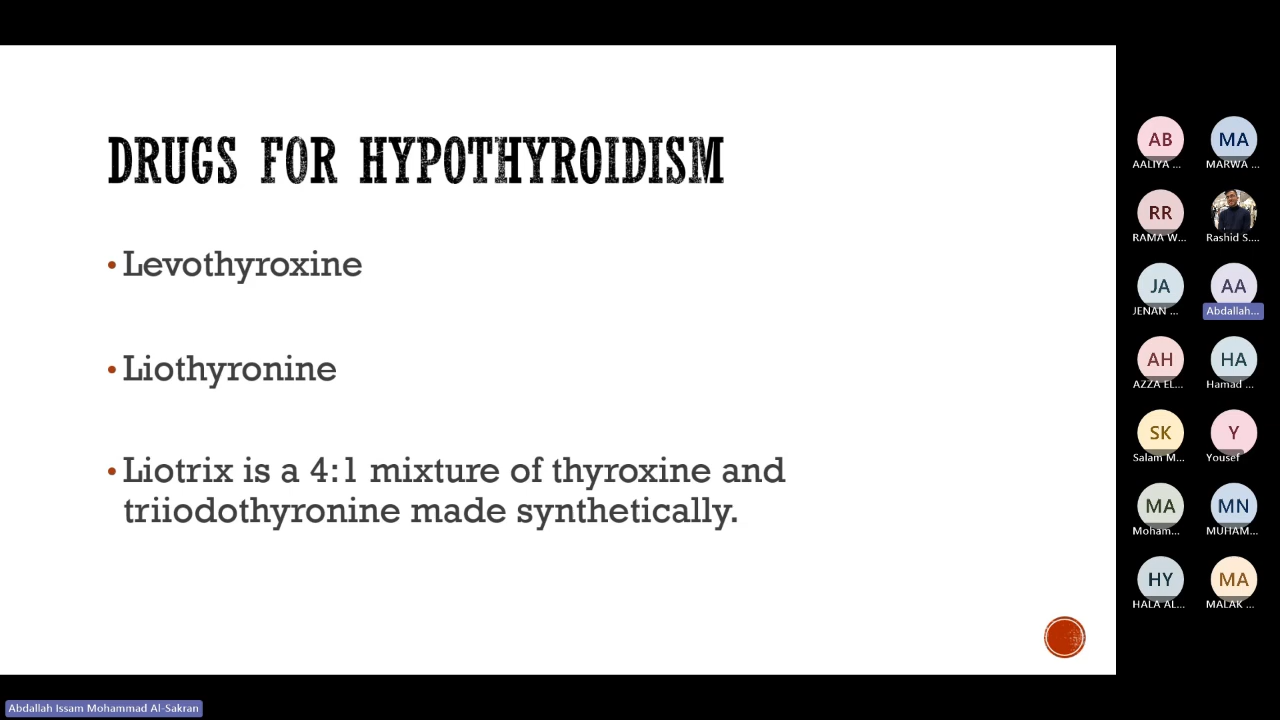 DRUGS FOR HYPOTHYROIDISM
• Levothyroxine
• Liothyronine
• Liotrix is a 4:1 mixture of thyroxine and
triiodothyronine made synthetically.
AB MA
AALIYA ... MARWA ...
RR
RAMA W... Rashid S....
JA AA
JENAN ... Abdallah...
AH HA
AZZA EL... Hamad ...
SK Y
Salam M... Yousef
MA MN
Moham... MUHAM...
HY MA
HALA AL... MALAK ...
Abdallah Issam Mohammad Al-Sakran